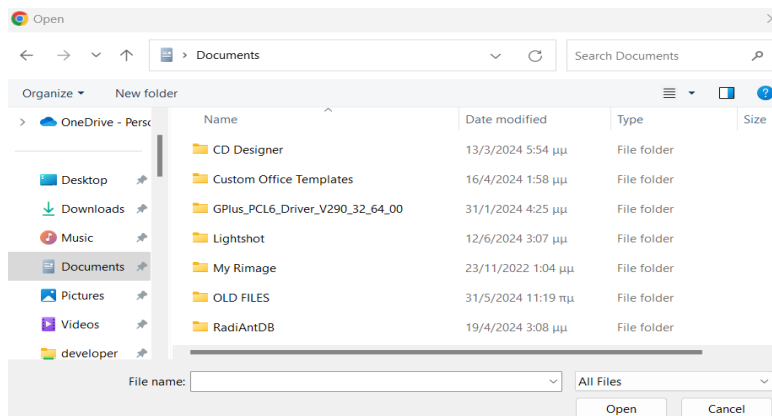 Open
Documents
Search Documents
Organize
New folder
OneDrive - Perso
Desktop
Downloads
Music
Documents
Pictures
Videos
developer
Name Date modified Type Size
CD Designer 13/3/2024 5:54 μμ File folder
Custom Office Templates 16/4/2024 1:58 μμ File folder
GPlus_PCL6_Driver_V290_32_64_00 31/1/2024 4:25 μμ File folder
Lightshot 12/6/2024 3:07 μμ File folder
My Rimage 23/11/2022 1:04 μμ File folder
OLD FILES 31/5/2024 11:19 πμ File folder
RadiAntDB 19/4/2024 3:08 μμ File folder
File name:
All Files
Open
Cancel